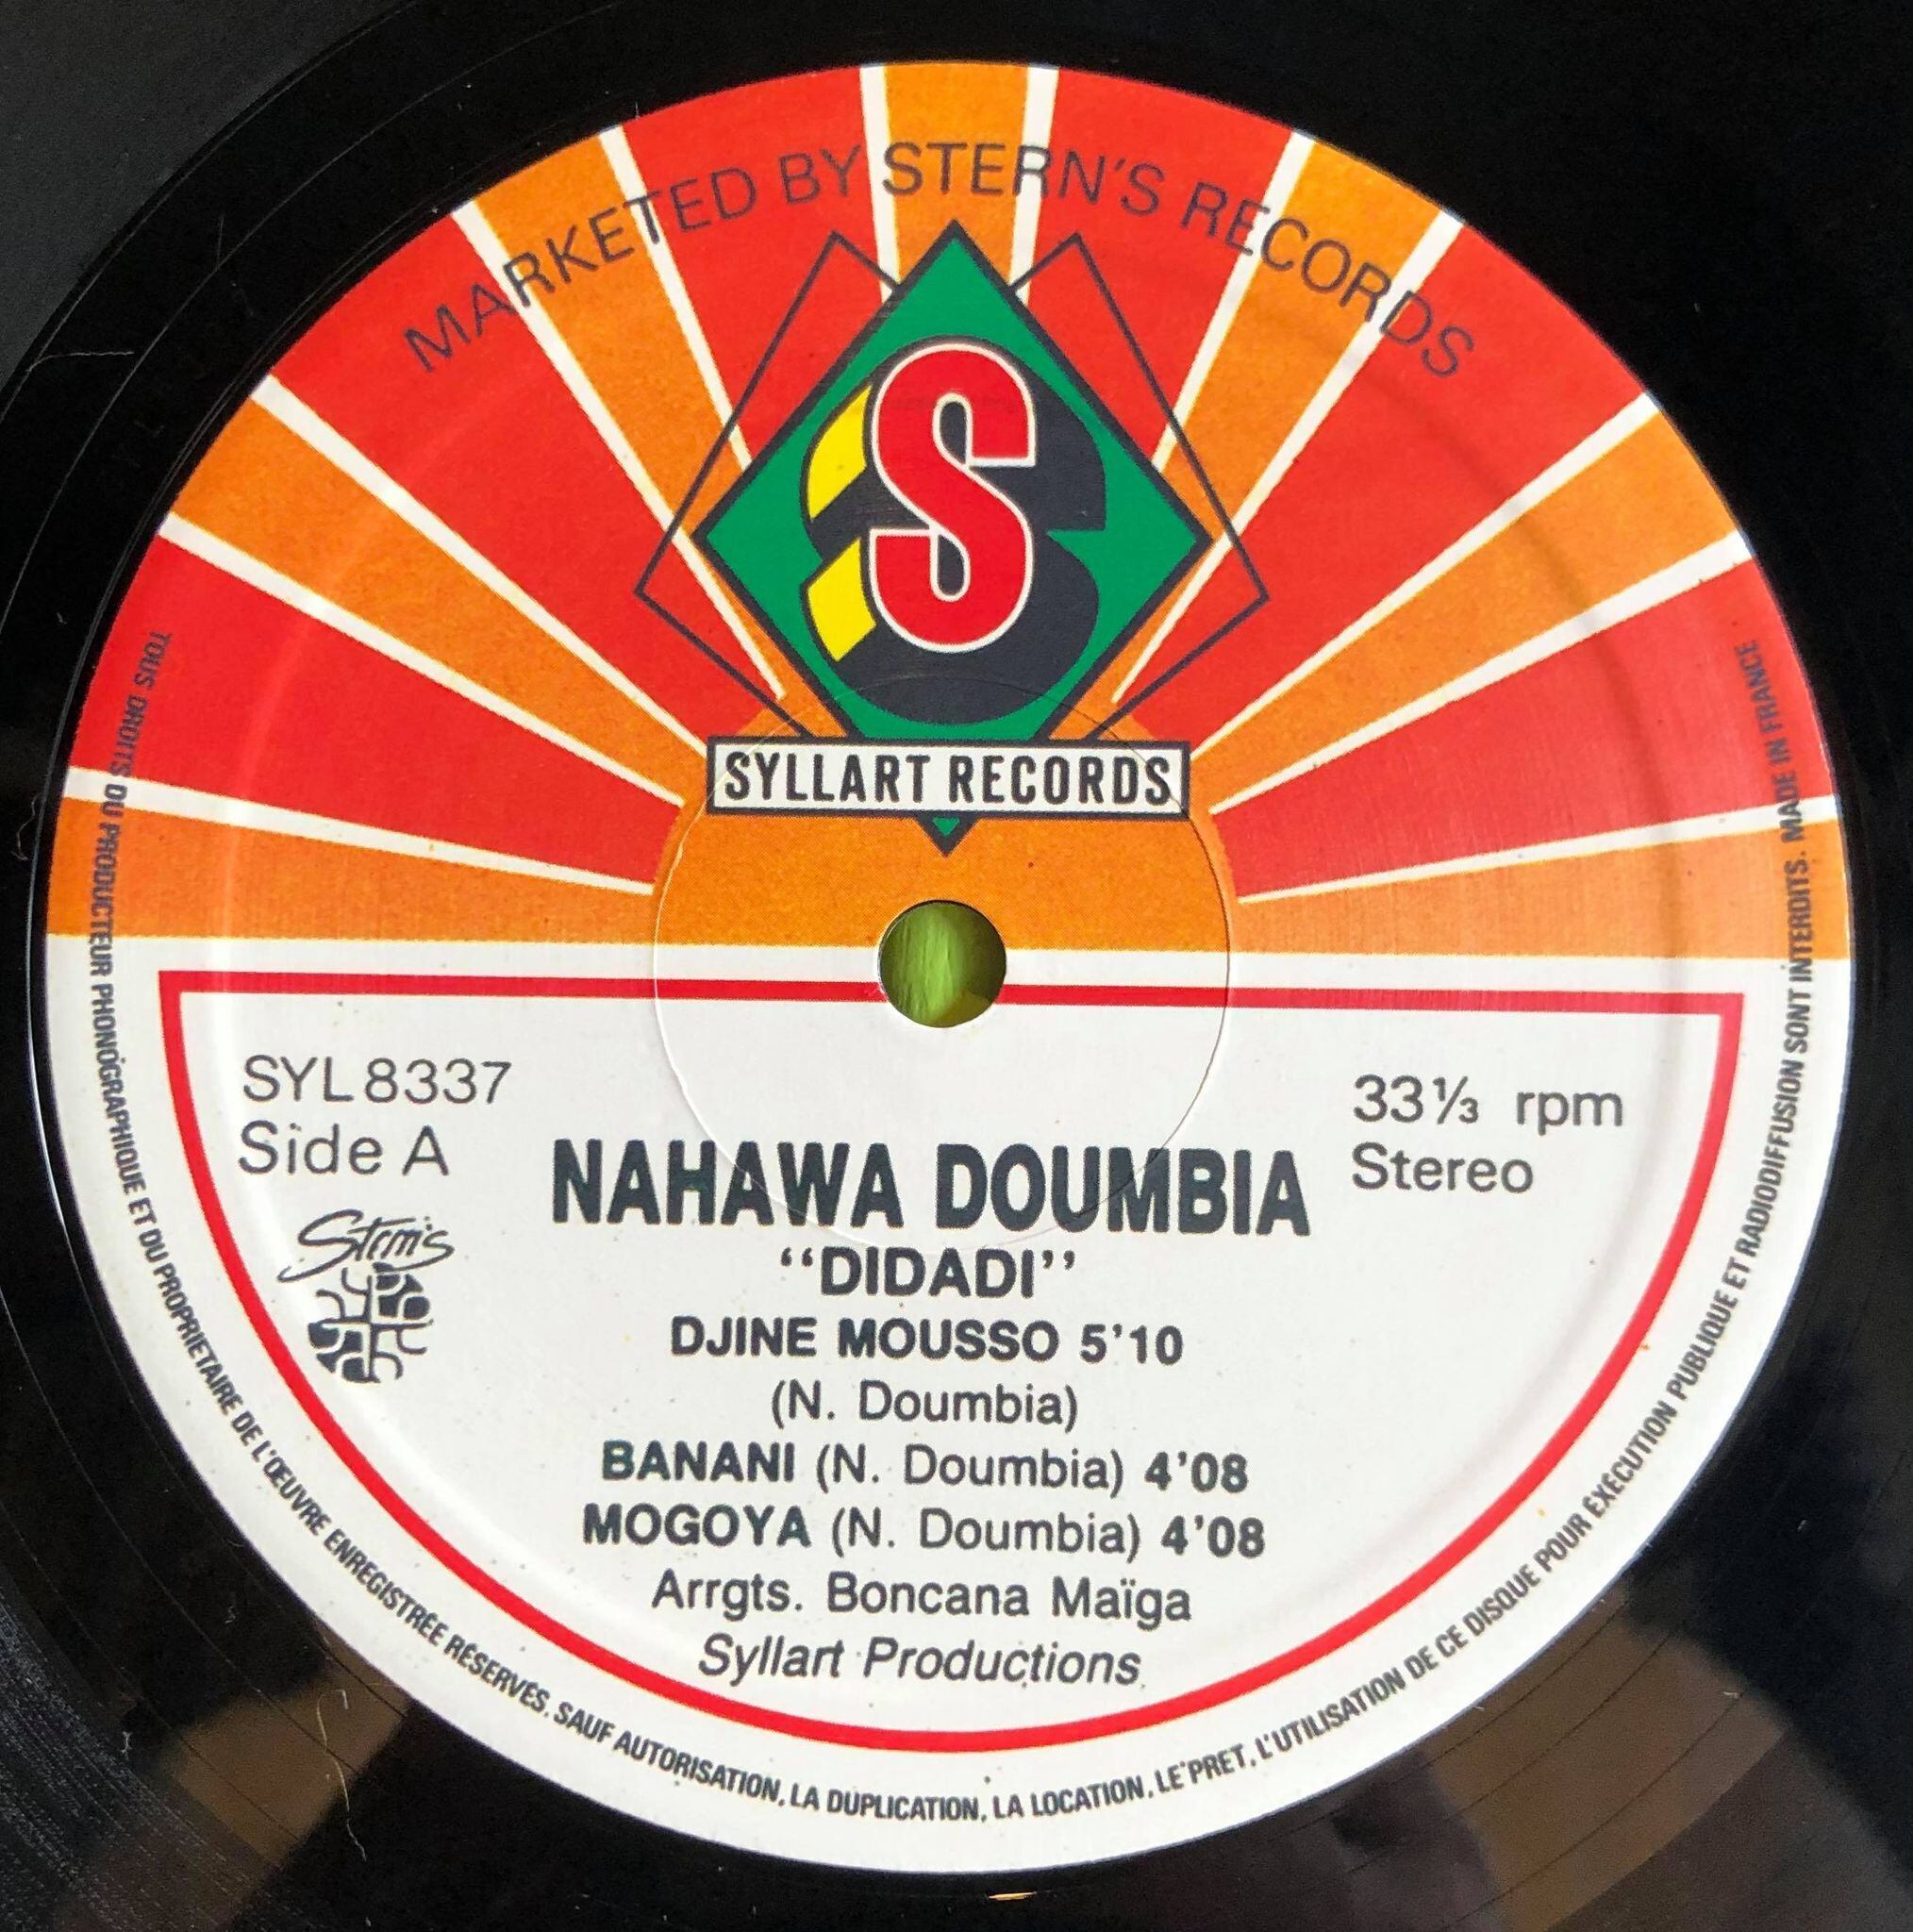 MARKETED BY STERN'S RECORDS
S
SYLLART RECORDS
SYL 8337
Side A
33⅓ rpm
Stereo
Stern's
NAHAWA DOUMBIA
“DIDADI”
DJINE MOUSSO 5'10
(N. Doumbia)
BANANI (N. Doumbia) 4'08
MOGOYA (N. Doumbia) 4'08
Arrgts. Boncana Maïga
Syllart Productions
TOUS DROITS DU PRODUCTEUR PHONOGRAPHIQUE ET DU PROPRIETAIRE DE L'ŒUVRE ENREGISTRÉE RÉSERVÉS. SAUF AUTORISATION, LA DUPLICATION, LA LOCATION, LE PRET, L'UTILISATION DE CE DISQUE POUR EXÉCUTION PUBLIQUE ET RADIODIFFUSION SONT INTERDITS. MADE IN FRANCE